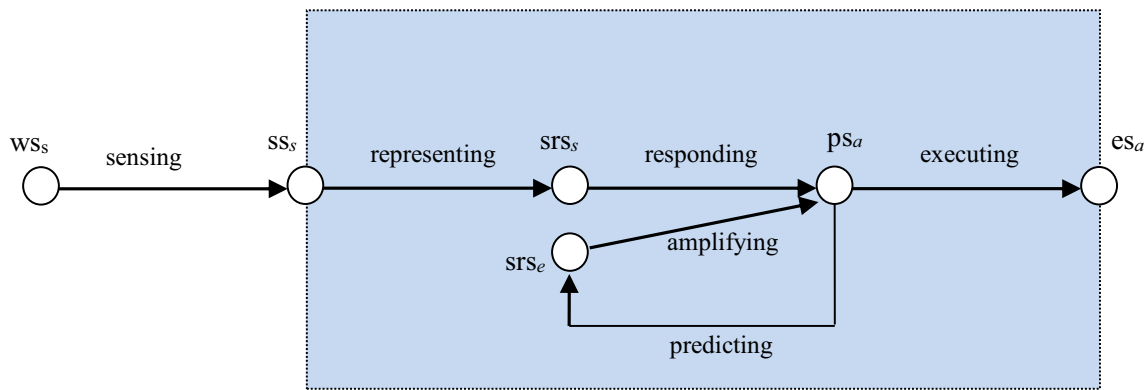 ws_s
sensing
ss_s
representing
srs_s
responding
ps_a
executing
es_a
srs_e
amplifying
predicting